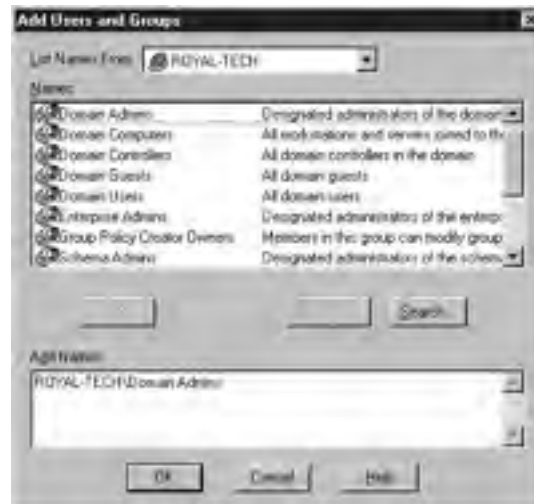 Add Users and Groups
List Names From: ROYAL-TECH
Names:
Domain Admins Designated administrators of the domain
Domain Computers All workstations and servers joined to the
Domain Controllers All domain controllers in the domain
Domain Guests All domain guests
Domain Users All domain users
Enterprise Admins Designated administrators of the enterp
Group Policy Creator Owners Members in this group can modify group
Schema Admins Designated administrators of the schema
Search...
Add Names:
ROYAL-TECH\Domain Admins
OK Cancel Help